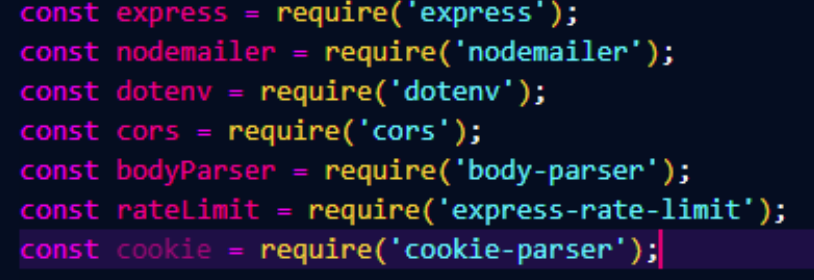 const express = require('express');
const nodemailer = require('nodemailer');
const dotenv = require('dotenv');
const cors = require('cors');
const bodyParser = require('body-parser');
const rateLimit = require('express-rate-limit');
const cookie = require('cookie-parser');